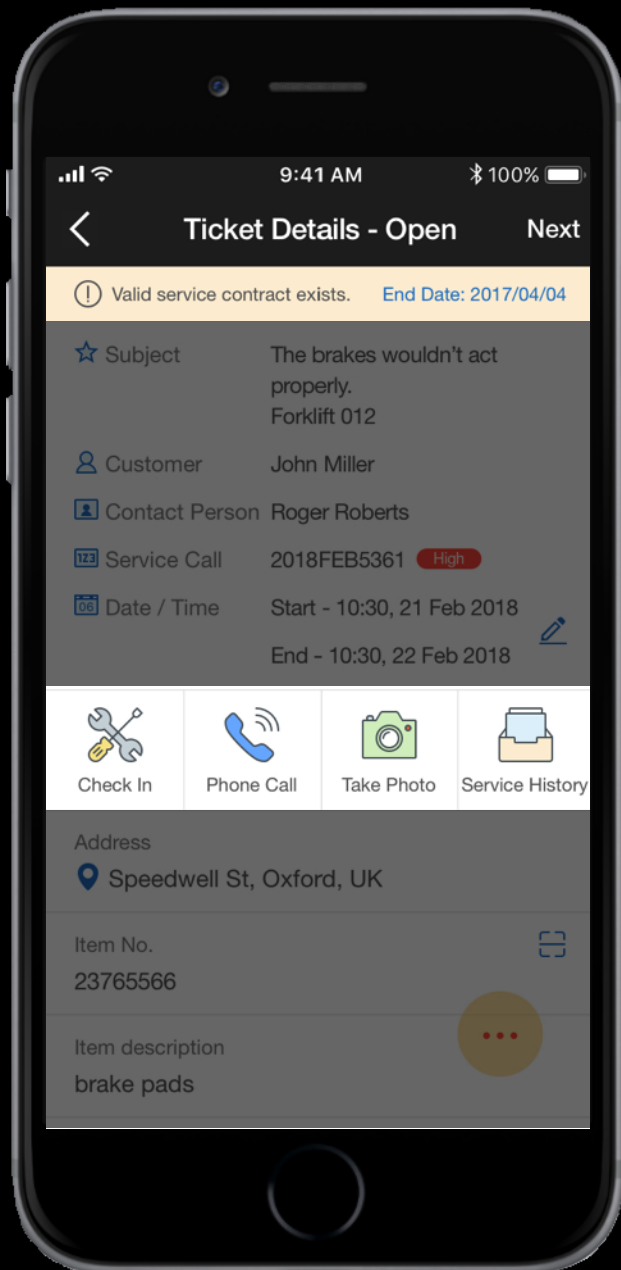 9:41 AM 100%
Ticket Details - Open Next
Valid service contract exists. End Date: 2017/04/04
Subject The brakes wouldn't act
properly.
Forklift 012
Customer John Miller
Contact Person Roger Roberts
123 Service Call 2018FEB5361 High
06 Date / Time Start - 10:30, 21 Feb 2018
End - 10:30, 22 Feb 2018
Check In Phone Call Take Photo Service History
Address
Speedwell St, Oxford, UK
Item No.
23765566
Item description
brake pads